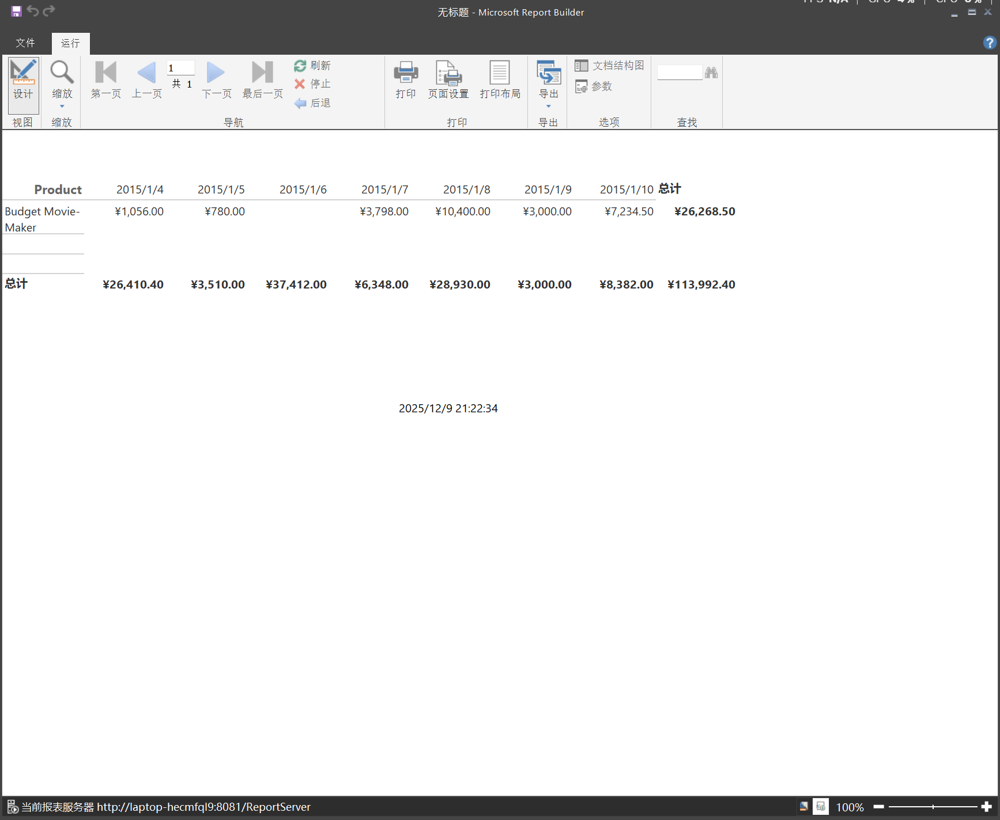 无标题 - Microsoft Report Builder
文件 运行
设计 缩放 第一页 上一页 1 共 1 下一页 最后一页 刷新 停止 后退 打印 页面设置 打印布局 导出 文档结构图 参数
视图 缩放 导航 打印 导出 选项 查找
Product 2015/1/4 2015/1/5 2015/1/6 2015/1/7 2015/1/8 2015/1/9 2015/1/10 总计
Budget Movie- ¥1,056.00 ¥780.00 ¥3,798.00 ¥10,400.00 ¥3,000.00 ¥7,234.50 ¥26,268.50
Maker
总计 ¥26,410.40 ¥3,510.00 ¥37,412.00 ¥6,348.00 ¥28,930.00 ¥3,000.00 ¥8,382.00 ¥113,992.40
2025/12/9 21:22:34
当前报表服务器 http://laptop-hecmfql9:8081/ReportServer 100%